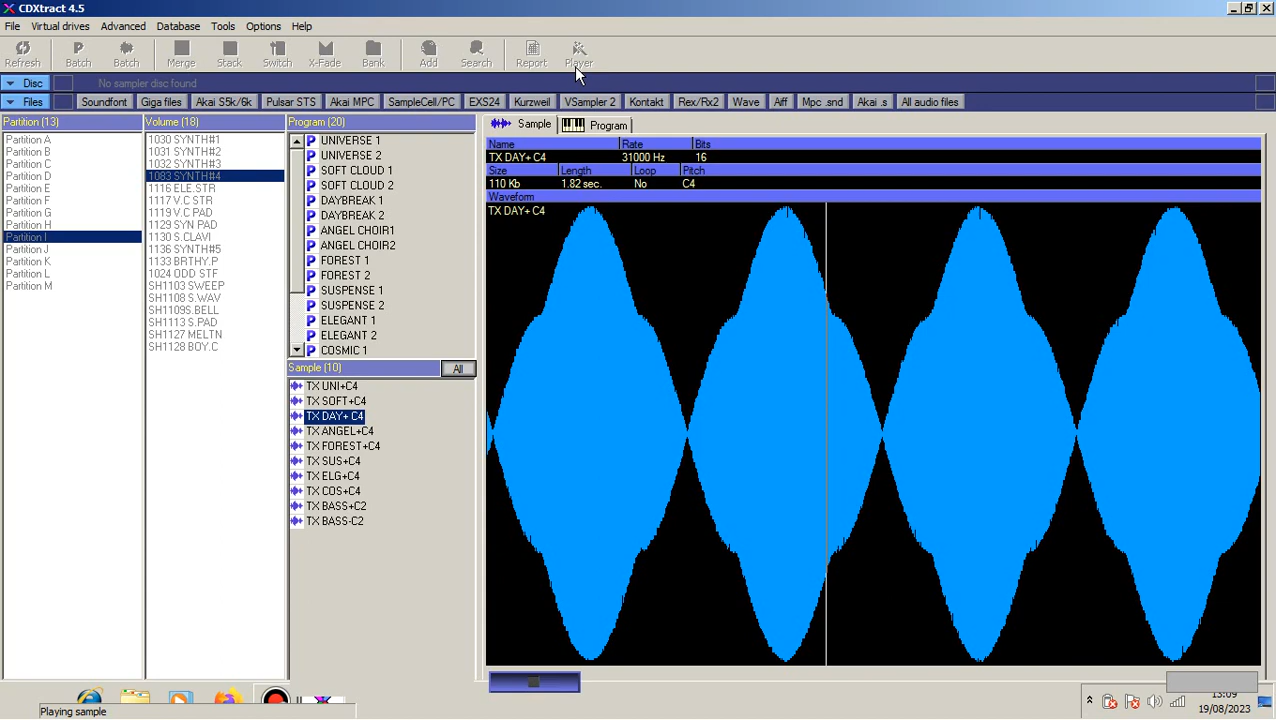 CDXtract 4.5
File Virtual drives Advanced Database Tools Options Help
Refresh Batch Batch Merge Stack Switch X-Fade Bank Add Search Report Player
Disc No sampler disc found
Files Soundfont Giga files Akai S5k/6k Pulsar STS Akai MPC SampleCell/PC EXS24 Kurzweil VSampler 2 Kontakt Rex/Rx2 Wave Aiff Mpc .snd Akai .s All audio files
Partition (13)
Partition A
Partition B
Partition C
Partition D
Partition E
Partition F
Partition G
Partition H
Partition I
Partition J
Partition K
Partition L
Partition M
Volume (18)
1030 SYNTH#1
1031 SYNTH#2
1032 SYNTH#3
1083 SYNTH#4
1116 ELE.STR
1117 V.C STR
1119 V.C PAD
1129 SYN PAD
1130 S.CLAVI
1136 SYNTH#5
1133 BRTHY.P
1024 ODD STF
SH1103 SWEEP
SH1108 S.WAV
SH1109S.BELL
SH1113 S.PAD
SH1127 MELTN
SH1128 BOY.C
Program (20)
P UNIVERSE 1
P UNIVERSE 2
P SOFT CLOUD 1
P SOFT CLOUD 2
P DAYBREAK 1
P DAYBREAK 2
P ANGEL CHOIR1
P ANGEL CHOIR2
P FOREST 1
P FOREST 2
P SUSPENSE 1
P SUSPENSE 2
P ELEGANT 1
P ELEGANT 2
P COSMIC 1
Sample (10) All
TX UNI+C4
TX SOFT+C4
TX DAY+ C4
TX ANGEL+C4
TX FOREST+C4
TX SUS+C4
TX ELG+C4
TX COS+C4
TX BASS+C2
TX BASS-C2
Sample Program
Name Rate Bits
TX DAY+ C4 31000 Hz 16
Size Length Loop Pitch
110 Kb 1.82 sec. No C4
Waveform
TX DAY+ C4
Playing sample
13:09
19/08/2023